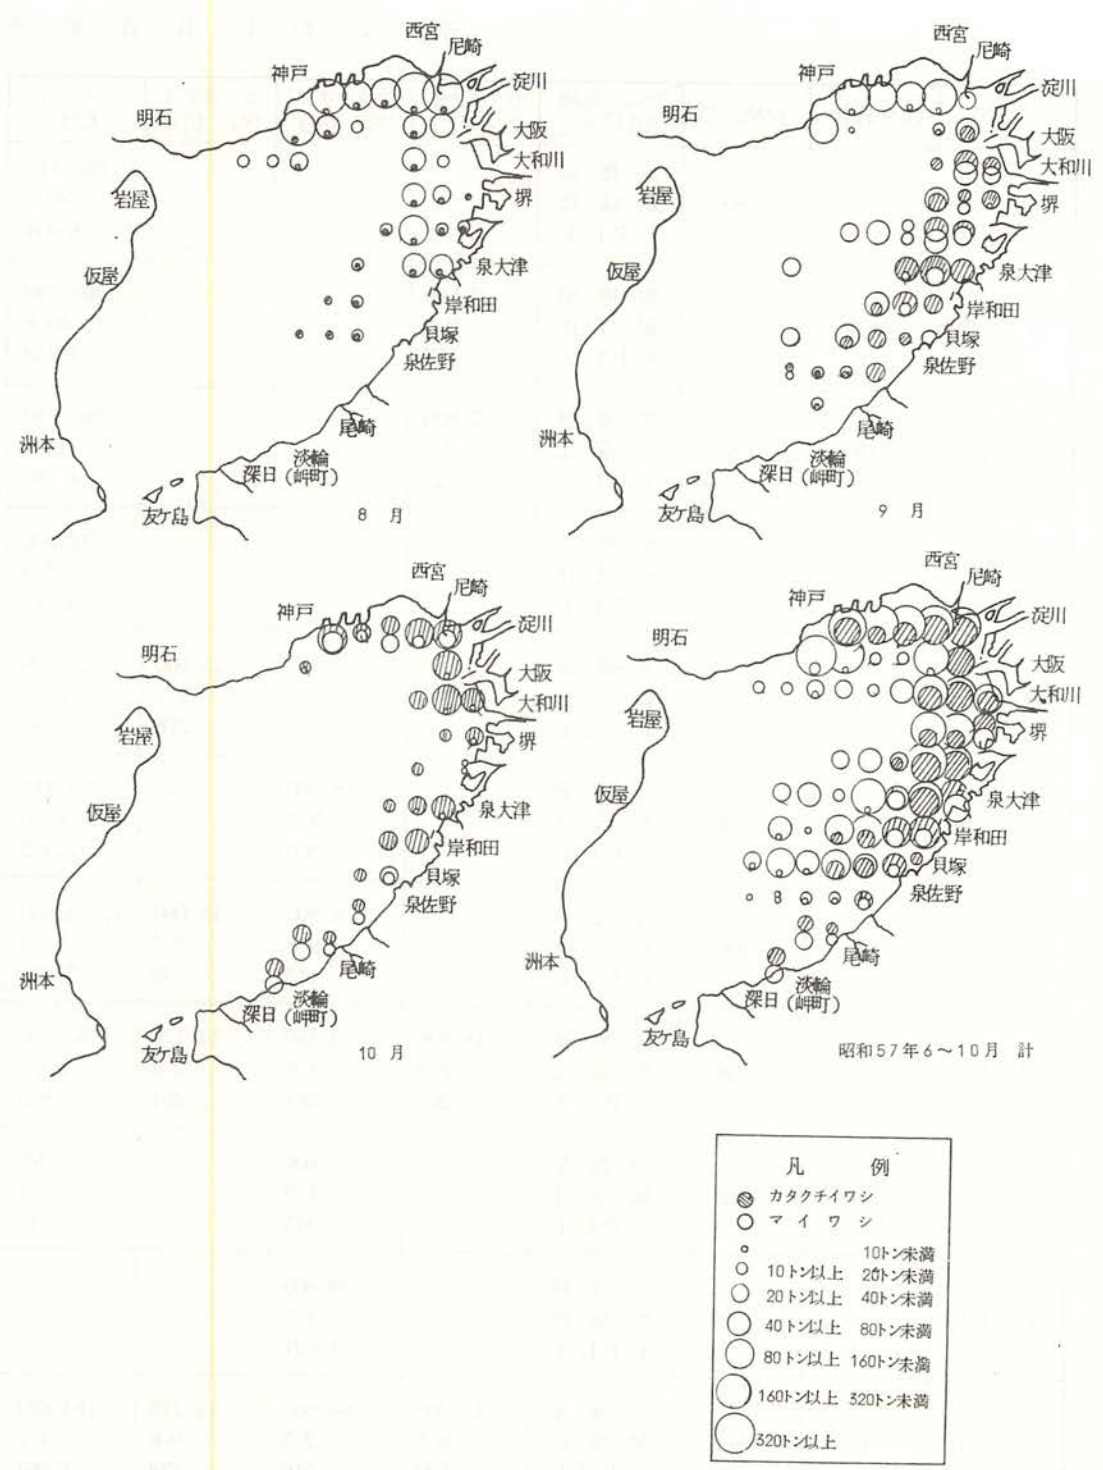 西宮
尼崎
神戸
淀川
明石
大阪
大和川
岩屋
堺
仮屋
泉大津
岸和田
貝塚
泉佐野
洲本
尾崎
淡輪
深日(岬町)
友ケ島
8月
西宮
尼崎
神戸
淀川
明石
大阪
大和川
岩屋
堺
仮屋
泉大津
岸和田
貝塚
泉佐野
洲本
尾崎
淡輪
深日(岬町)
友ケ島
9月
西宮
尼崎
神戸
淀川
明石
大阪
大和川
岩屋
堺
仮屋
泉大津
岸和田
貝塚
泉佐野
洲本
尾崎
淡輪
深日(岬町)
友ケ島
10月
西宮
尼崎
神戸
淀川
明石
大阪
大和川
岩屋
堺
仮屋
泉大津
岸和田
貝塚
泉佐野
洲本
尾崎
淡輪
深日(岬町)
友ケ島
昭和57年6~10月 計
凡例
カタクチイワシ
マイワシ
10トン未満
10トン以上 20トン未満
20トン以上 40トン未満
40トン以上 80トン未満
80トン以上 160トン未満
160トン以上 320トン未満
320トン以上